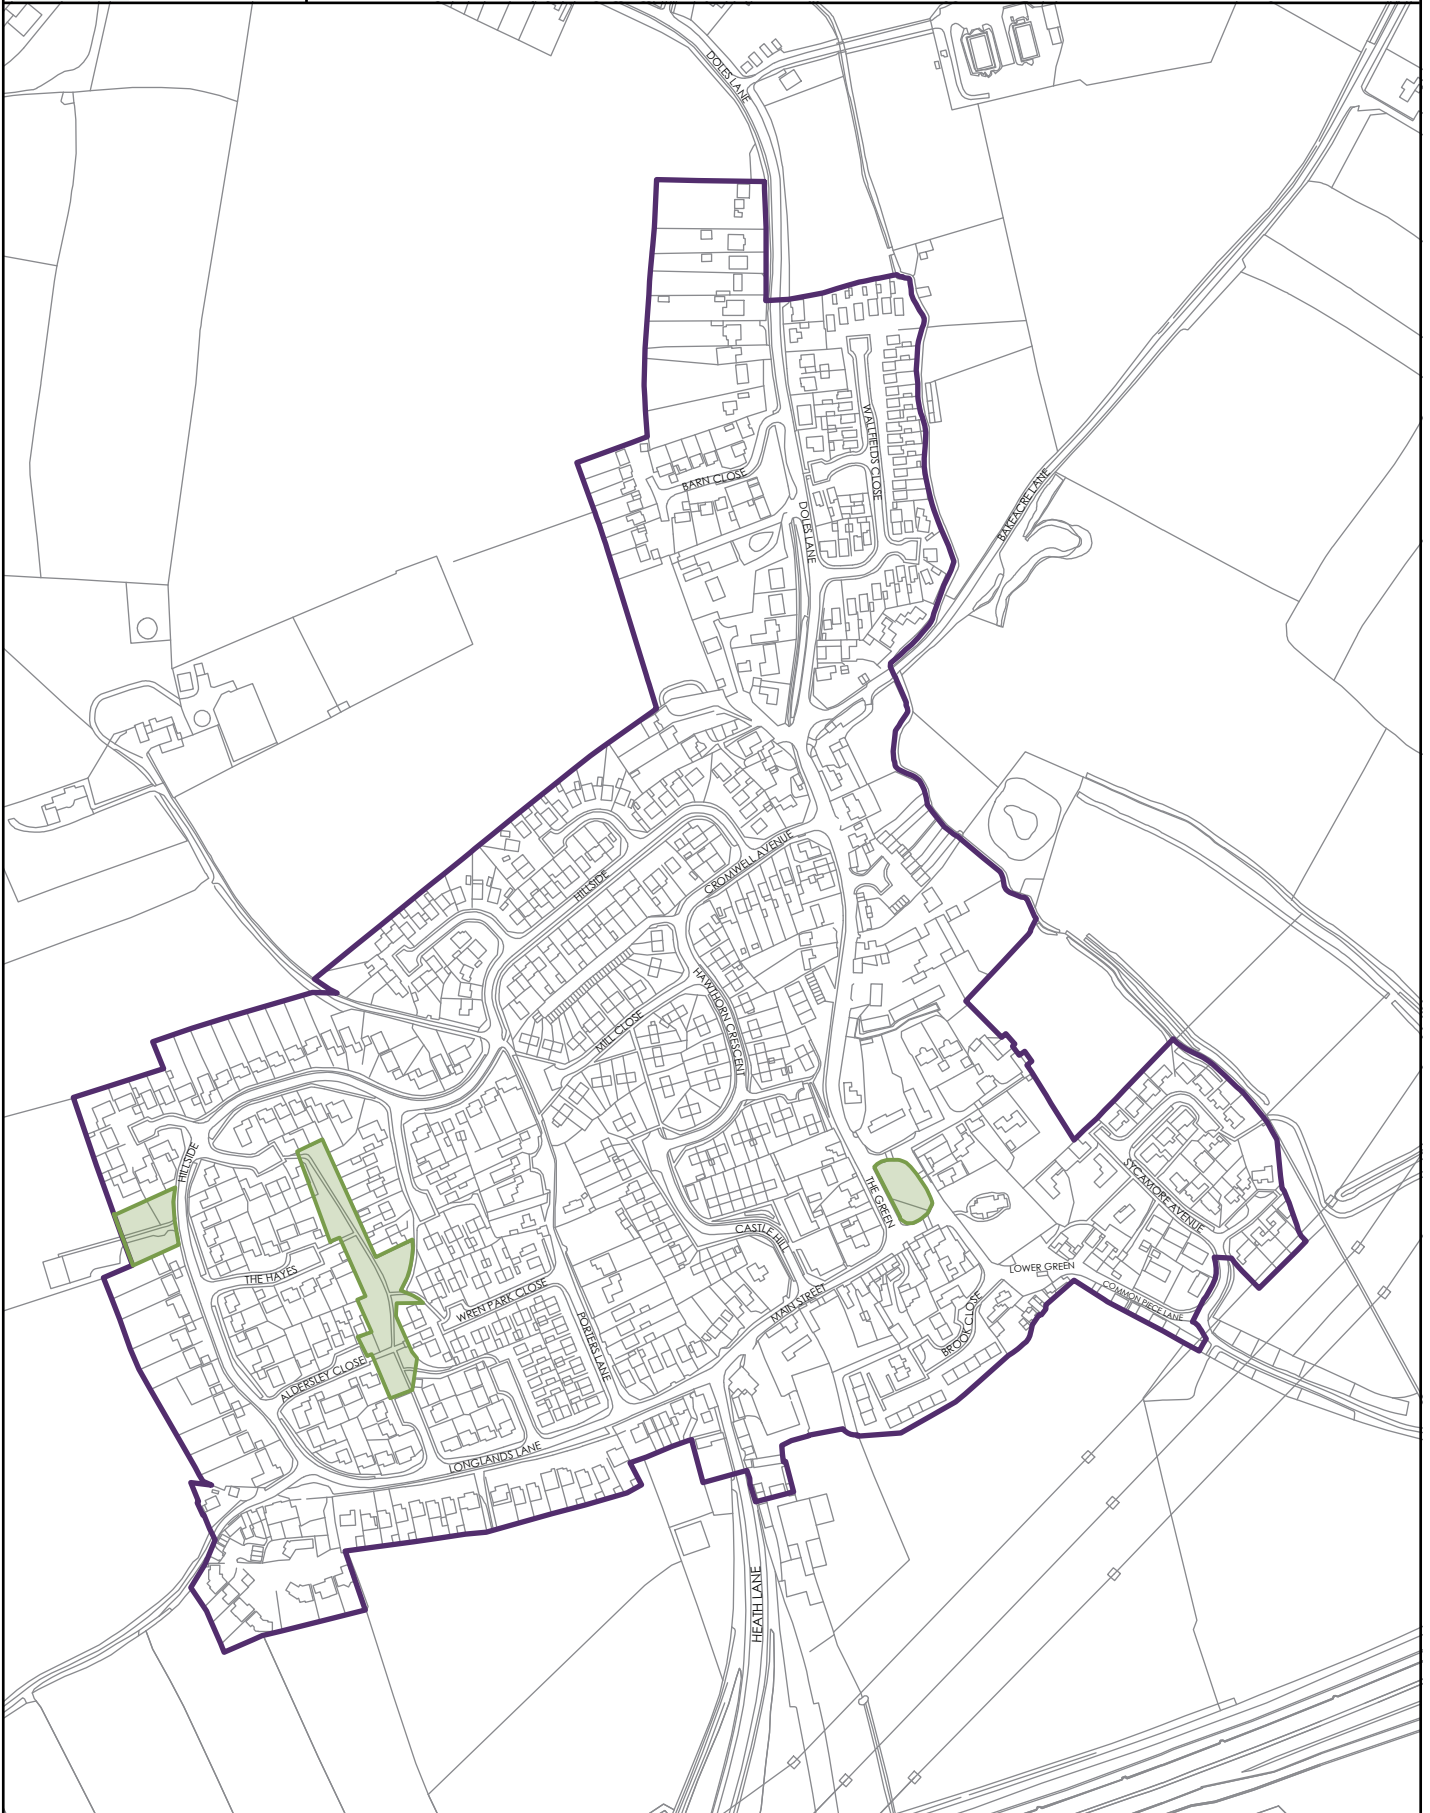 DOLES LANE
WALLFIELDS CLOSE
BARN CLOSE
BAKEACRE LANE
DOLES LANE
CROMWELL AVENUE
HILLSIDE
HAWTHORN CRESCENT
MILL CLOSE
HILLSIDE
SYCAMORE AVENUE
THE GREEN
CASTLE HILL
LOWER GREEN
THE HAYES
COMMON PIECE LANE
WREN PARK CLOSE
MAIN STREET
BROOK CLOSE
PORTERS LANE
ALDERSLEY CLOSE
LONGLANDS LANE
HEATH LANE